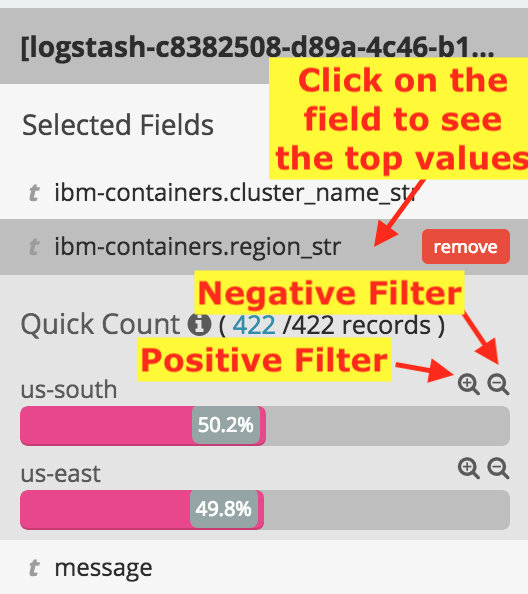 [logstash-c8382508-d89a-4c46-b1...
Click on the
field to see
the top values
Selected Fields
t ibm-containers.cluster_name_str
t ibm-containers.region_str remove
Negative Filter
Quick Count i ( 422 /422 records )
Positive Filter
us-south
50.2%
us-east
49.8%
t message